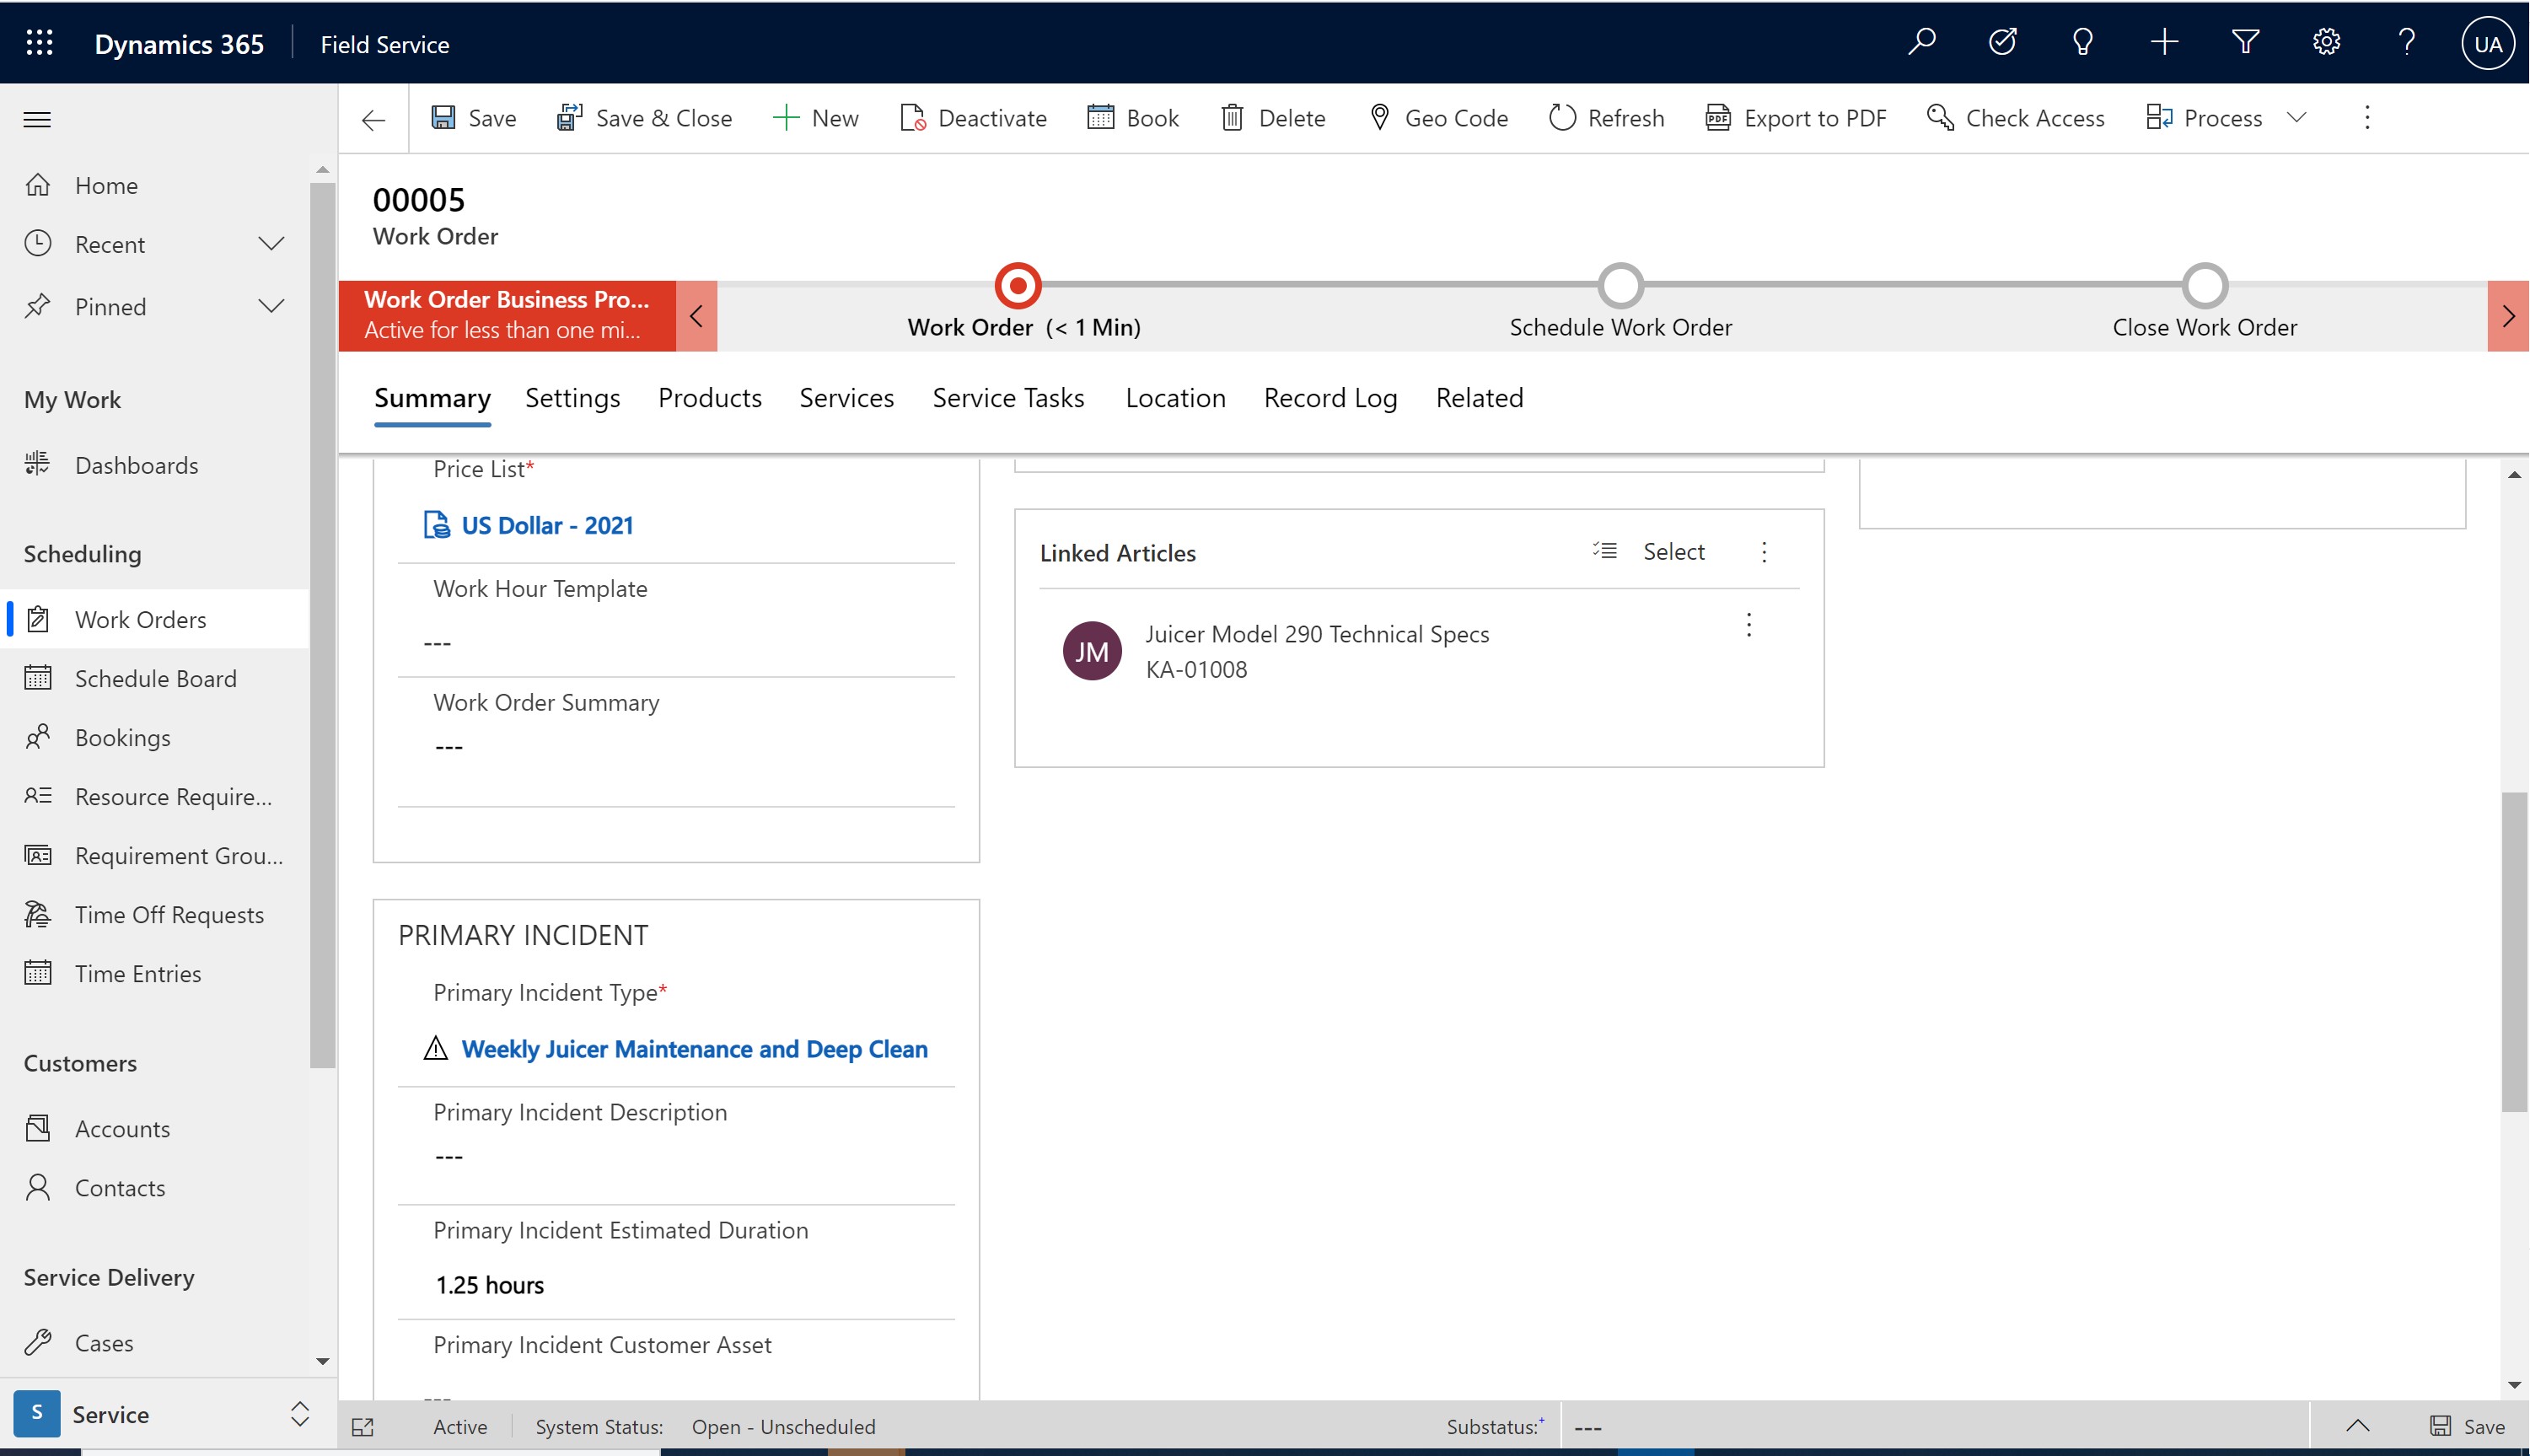 Dynamics 365
Field Service
UA
Save
Save & Close
New
Deactivate
Book
Delete
Geo Code
Refresh
Export to PDF
Check Access
Process
Home
Recent
Pinned
My Work
Dashboards
Scheduling
Work Orders
Schedule Board
Bookings
Resource Require...
Requirement Grou...
Time Off Requests
Time Entries
Customers
Accounts
Contacts
Service Delivery
Cases
S
Service
00005
Work Order
Work Order Business Pro...
Active for less than one mi...
Work Order (< 1 Min)
Schedule Work Order
Close Work Order
Summary
Settings
Products
Services
Service Tasks
Location
Record Log
Related
Price List*
US Dollar - 2021
Work Hour Template
---
Work Order Summary
---
PRIMARY INCIDENT
Primary Incident Type*
Weekly Juicer Maintenance and Deep Clean
Primary Incident Description
---
Primary Incident Estimated Duration
1.25 hours
Primary Incident Customer Asset
---
Linked Articles
Select
JM
Juicer Model 290 Technical Specs
KA-01008
Active
System Status:
Open - Unscheduled
Substatus:+
---
Save